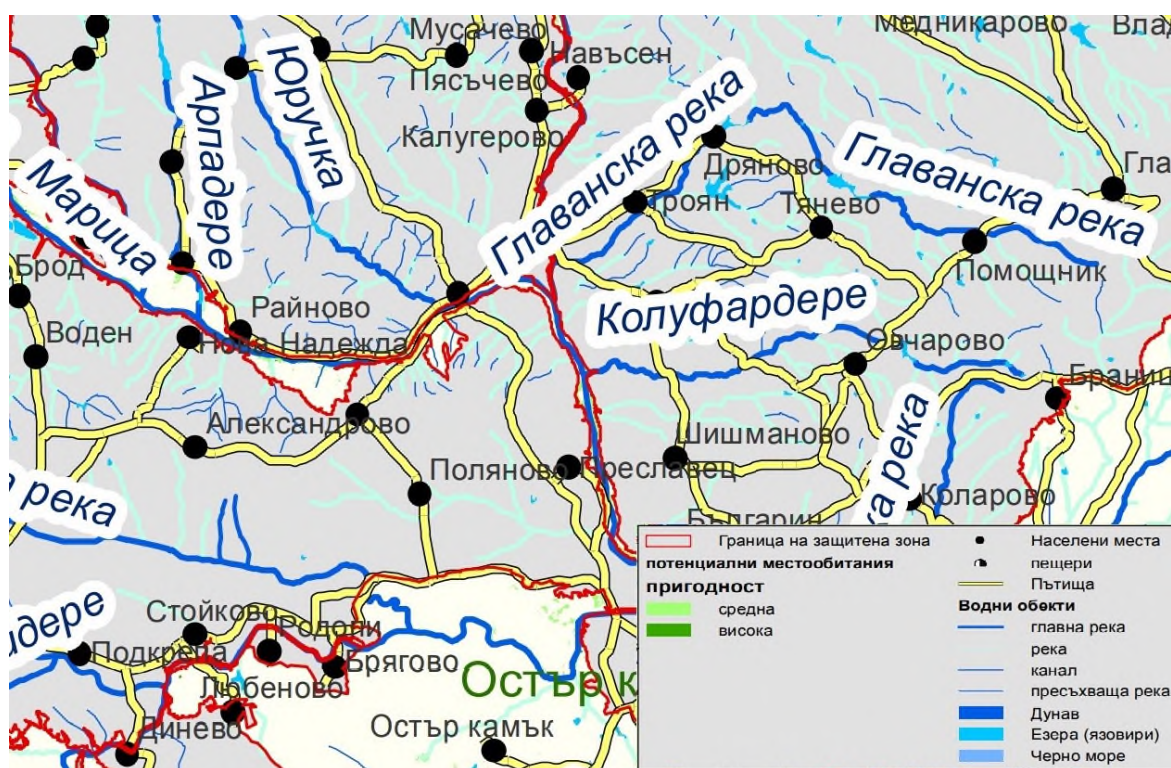 Мусачево
Медникарово
Навъсен
Пясъчево
Калугерово
Юручка
Арпадере
Марица
Главанска река
Дряново
Троян
Тянево
Главанска река
Помощник
Брод
Воден
Райново
Нова Надежда
Колуфардере
Овчарово
Александрово
Шишманово
Поляново
Преславец
Коларово
Българин
река
река
Стойково
Родопи
Подкрепа
Брягово
Любеново
Динево
Остър к
Остър камък
Граница на защитена зона
потенциални местообитания
пригодност
средна
висока
Населени места
пещери
Пътища
Водни обекти
главна река
река
канал
пресъхваща река
Дунав
Езера (язовири)
Черно море